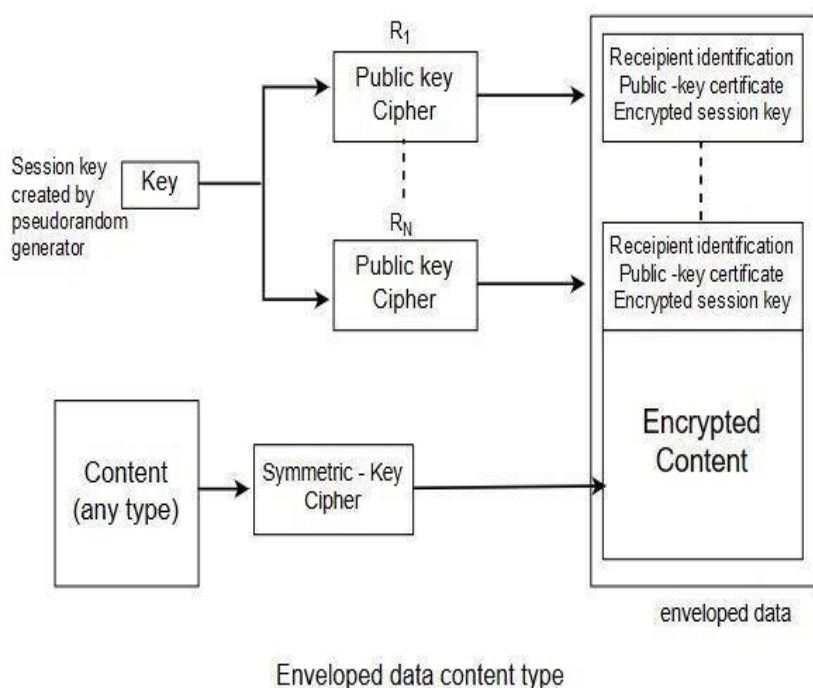 R1
Public key
Cipher
Receipient identification
Public -key certificate
Encrypted session key
Session key
created by
pseudorandom
generator
Key
RN
Public key
Cipher
Receipient identification
Public -key certificate
Encrypted session key
Content
(any type)
Symmetric - Key
Cipher
Encrypted
Content
enveloped data
Enveloped data content type